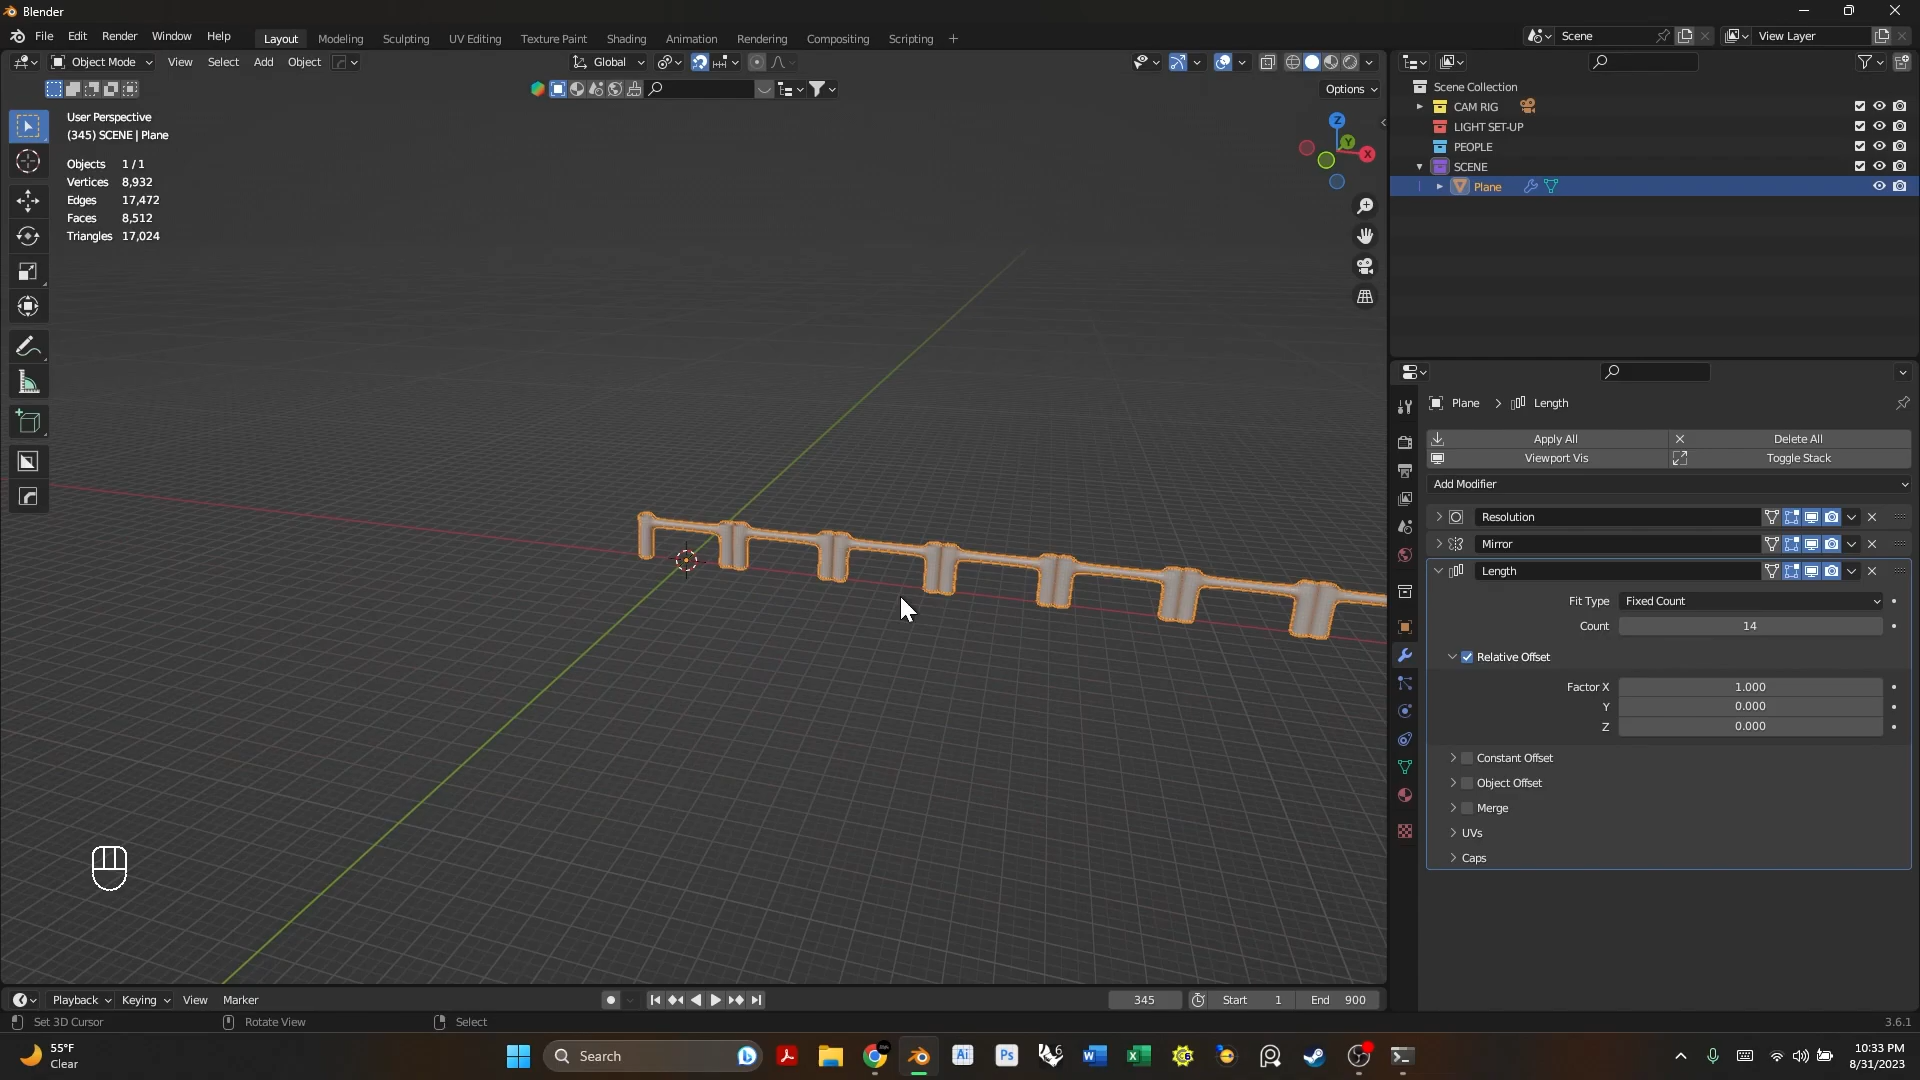 Blender
File Edit Render Window Help
Layout Modeling Sculpting UV Editing Texture Paint Shading Animation Rendering Compositing Scripting +
Scene
View Layer
Object Mode View Select Add Object
Global
Options
User Perspective
(345) SCENE | Plane
Objects 1/1
Vertices 8,932
Edges 17,472
Faces 8,512
Triangles 17,024
Z
Y
X
Scene Collection
CAM RIG
LIGHT SET-UP
PEOPLE
SCENE
Plane
Plane > Length
Apply All Delete All
Viewport Vis Toggle Stack
Add Modifier
Resolution
Mirror
Length
Fit Type Fixed Count
Count 14
Relative Offset
Factor X 1.000
Y 0.000
Z 0.000
Constant Offset
Object Offset
Merge
UVs
Caps
Playback Keying View Marker
345 Start 1 End 900
Set 3D Cursor Rotate View Select
3.6.1
55°F
Clear
Search
Ai
Ps
6
10:33 PM
8/31/2023